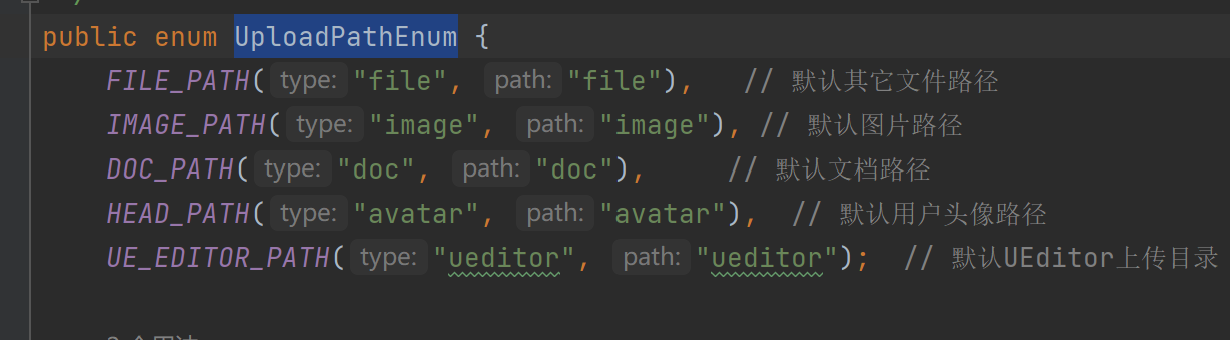 public enum UploadPathEnum {
FILE_PATH( type: "file", path: "file"), // 默认其它文件路径
IMAGE_PATH( type: "image", path: "image"), // 默认图片路径
DOC_PATH( type: "doc", path: "doc"), // 默认文档路径
HEAD_PATH( type: "avatar", path: "avatar"), // 默认用户头像路径
UE_EDITOR_PATH( type: "ueditor", path: "ueditor"); // 默认UEditor上传目录